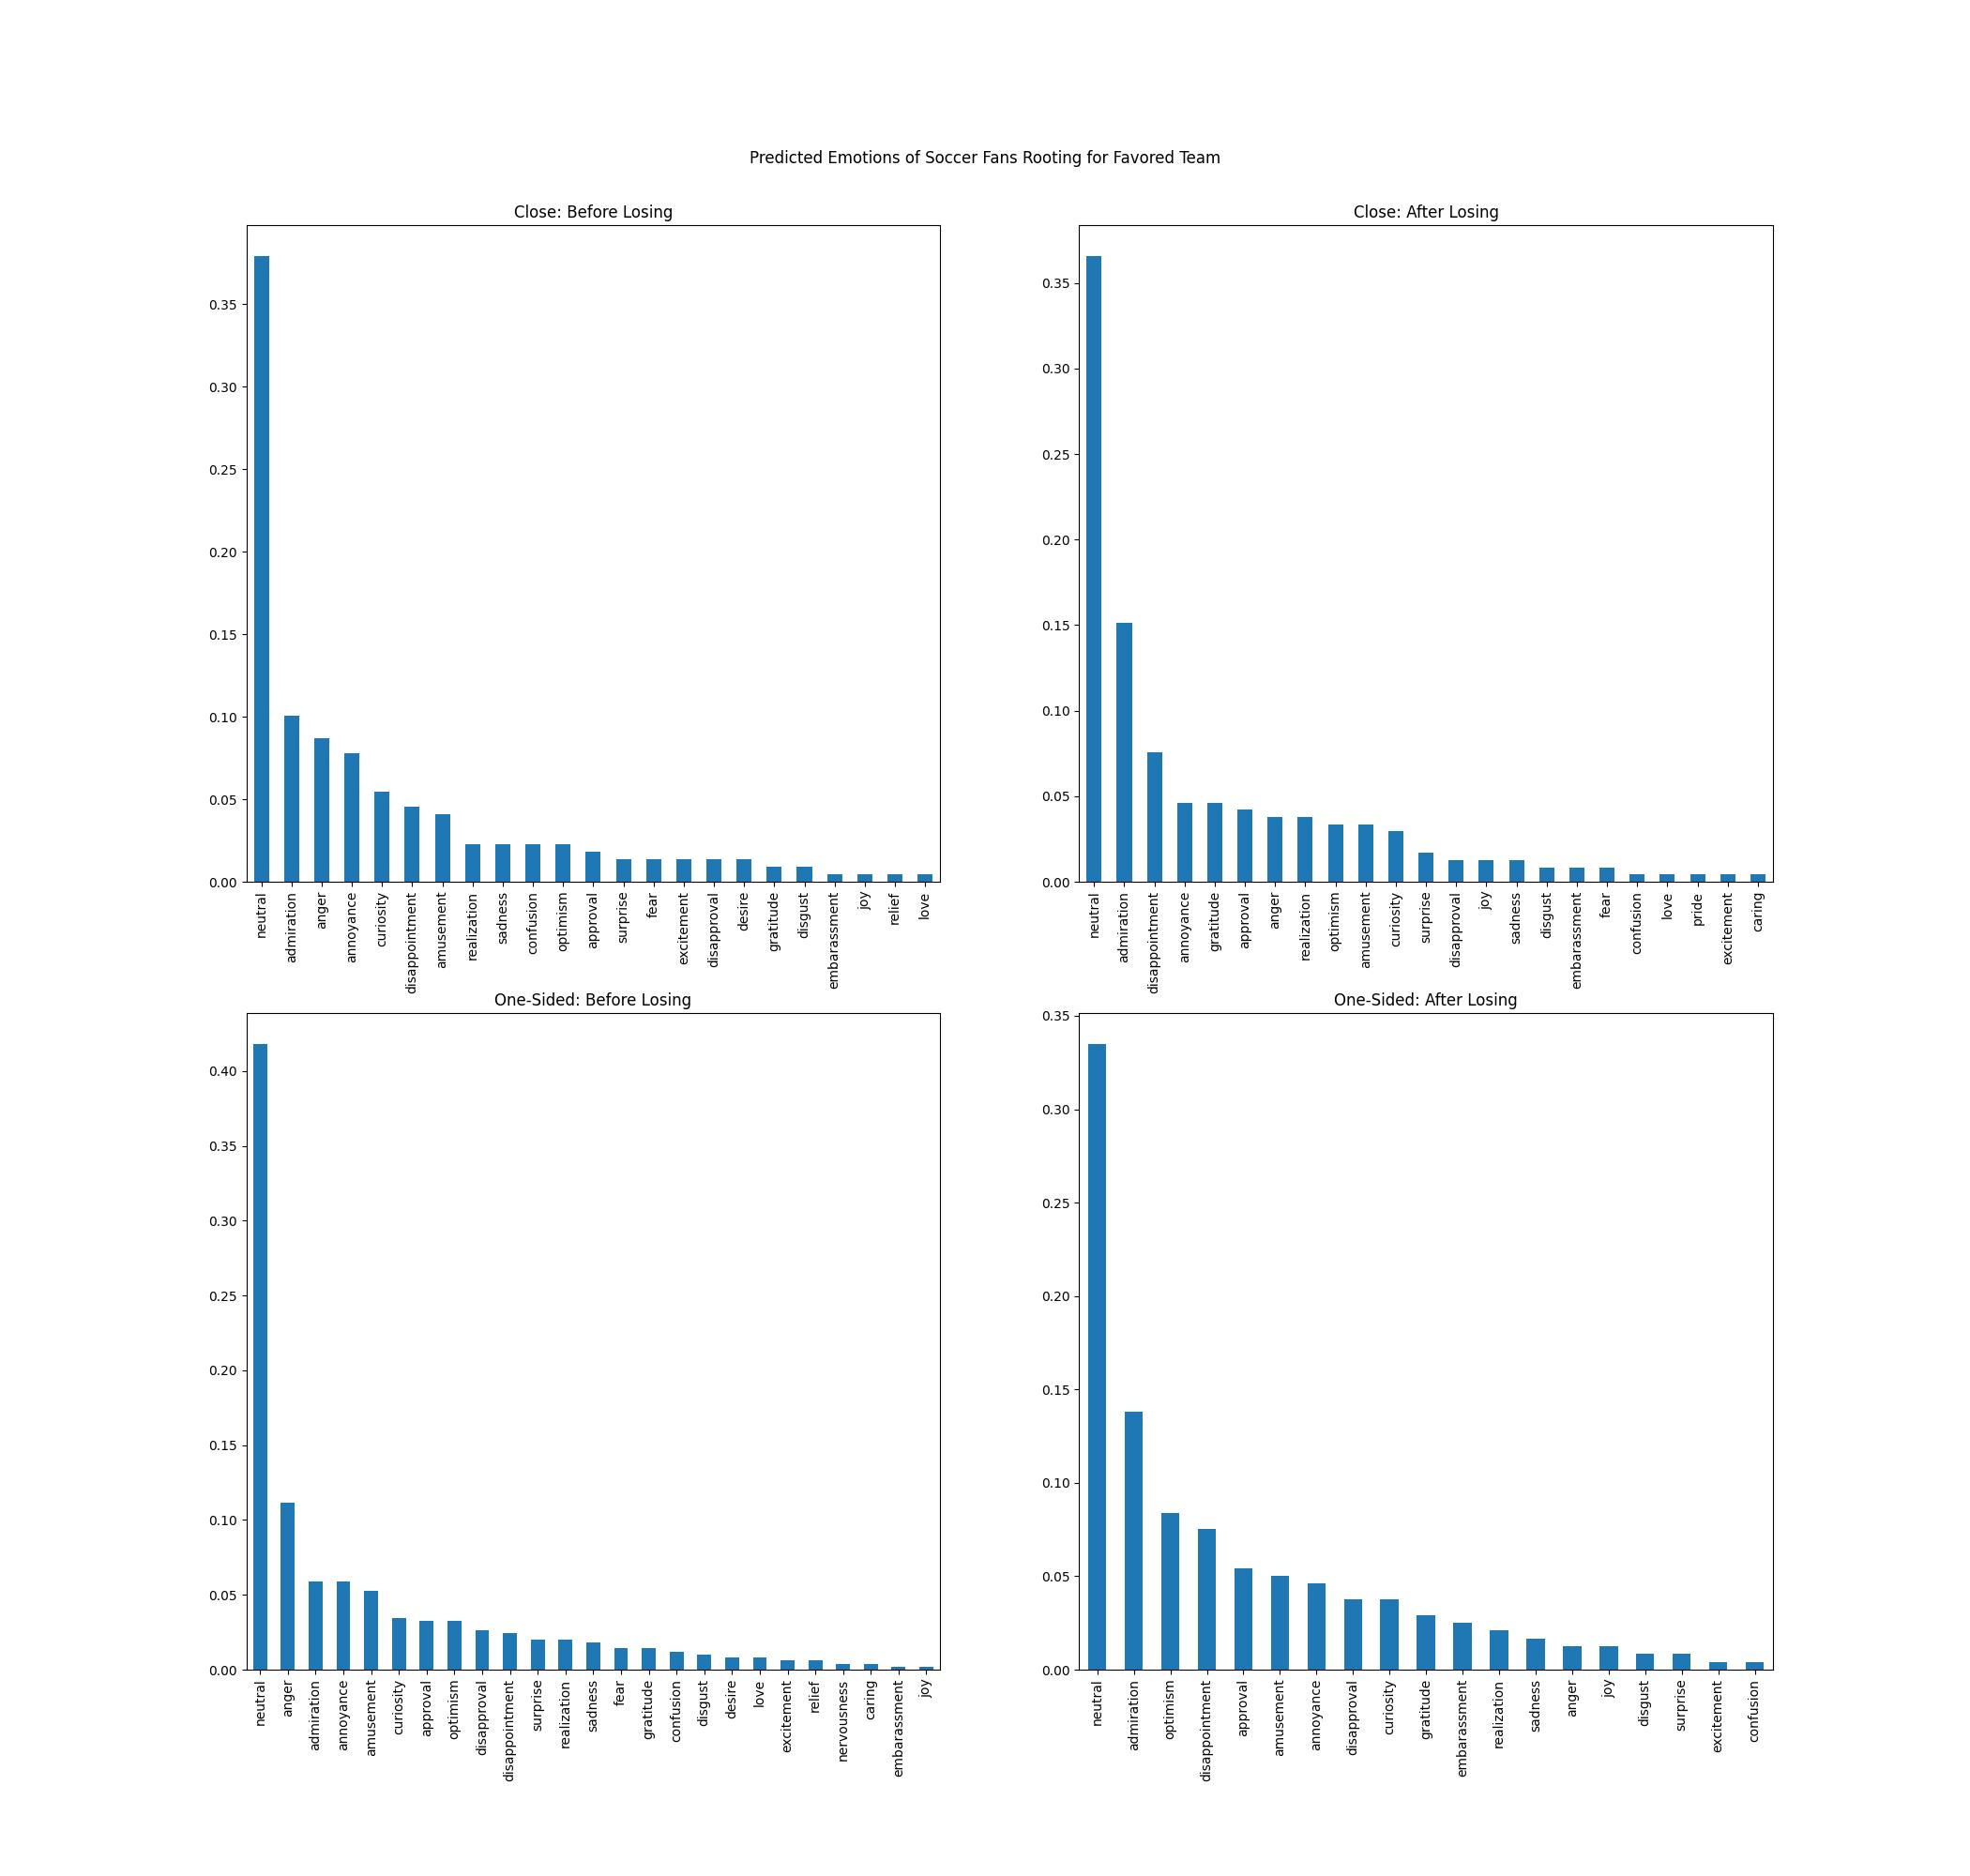 Predicted Emotions of Soccer Fans Rooting for Favored Team
Close: Before Losing
0.35
0.30
0.25
0.20
0.15
0.10
0.05
0.00
neutral
admiration
anger
annoyance
curiosity
disappointment
amusement
realization
sadness
confusion
optimism
approval
surprise
fear
excitement
disapproval
desire
gratitude
disgust
embarassment
joy
relief
love
Close: After Losing
0.35
0.30
0.25
0.20
0.15
0.10
0.05
0.00
neutral
admiration
disappointment
annoyance
gratitude
approval
anger
realization
optimism
amusement
curiosity
surprise
disapproval
joy
sadness
disgust
embarassment
fear
confusion
love
pride
excitement
caring
One-Sided: Before Losing
0.40
0.35
0.30
0.25
0.20
0.15
0.10
0.05
0.00
neutral
anger
admiration
annoyance
amusement
curiosity
approval
optimism
disapproval
disappointment
surprise
realization
sadness
fear
gratitude
confusion
disgust
desire
love
excitement
relief
nervousness
caring
embarassment
joy
One-Sided: After Losing
0.35
0.30
0.25
0.20
0.15
0.10
0.05
0.00
neutral
admiration
optimism
disappointment
approval
amusement
annoyance
disapproval
curiosity
gratitude
embarassment
realization
sadness
anger
joy
disgust
surprise
excitement
confusion